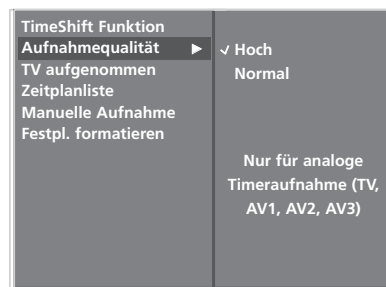 TimeShift Funktion
Aufnahmequalität
TV aufgenommen
Zeitplanliste
Manuelle Aufnahme
Festpl. formatieren
Hoch
Normal
Nur für analoge
Timeraufnahme (TV,
AV1, AV2, AV3)